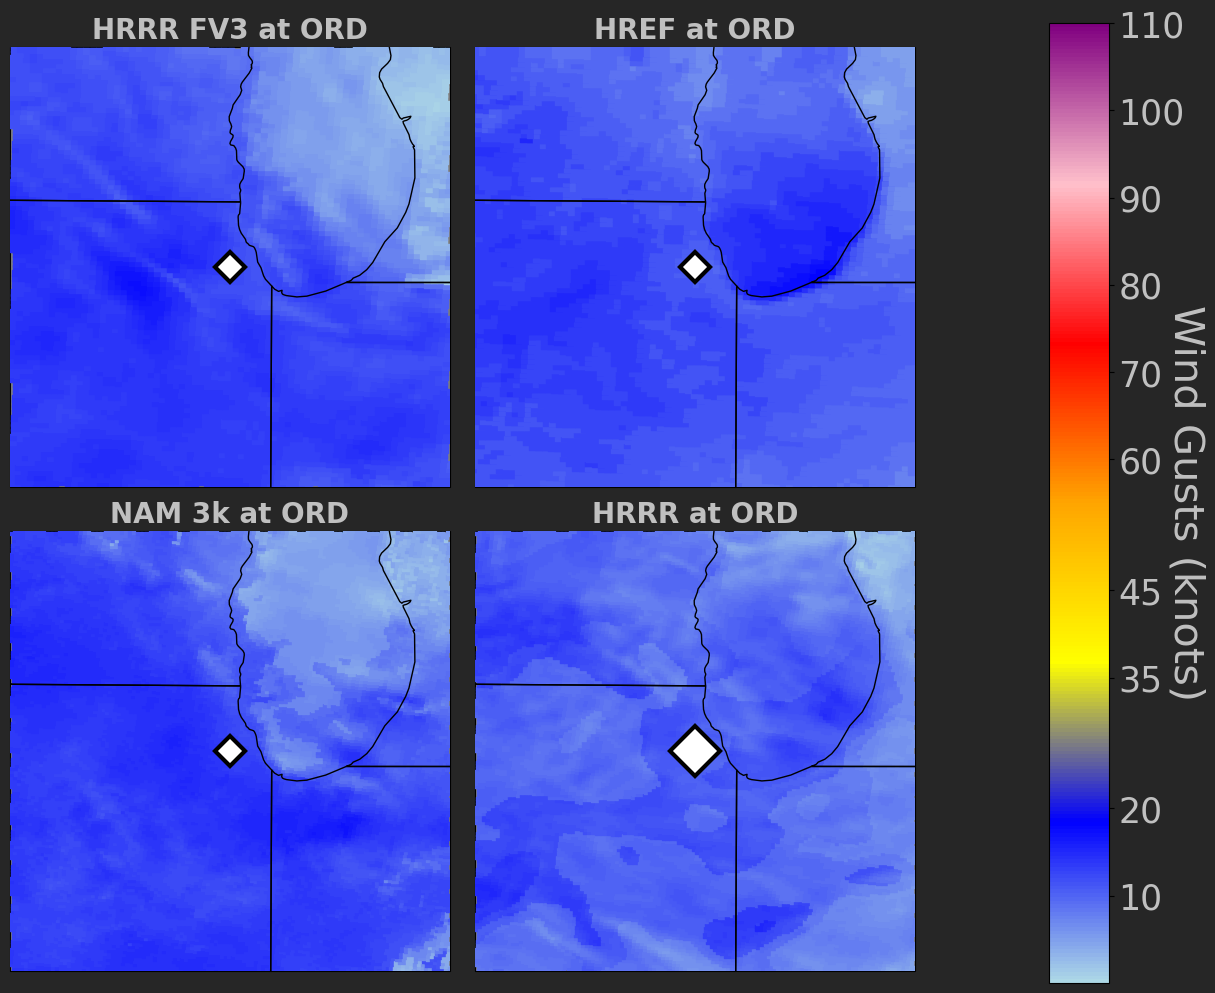 HRRR FV3 at ORD
HREF at ORD
NAM 3k at ORD
HRRR at ORD
110
100
90
80
70
60
45
35
20
10
Wind Gusts (knots)